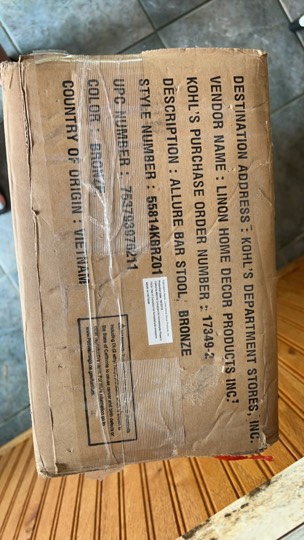 DESTINATION ADDRESS : KOHL'S DEPARTMENT STORES, INC.
VENDOR NAME : LINON HOME DECOR PRODUCTS INC.
KOHL'S PURCHASE ORDER NUMBER : 17349-2
DESCRIPTION : ALLURE BAR STOOL, BRONZE
STYLE NUMBER : 55814KBRZ01
UPC NUMBER : 753793976211
COLOR : BRONZE
COUNTRY OF ORIGIN : VIETNAM